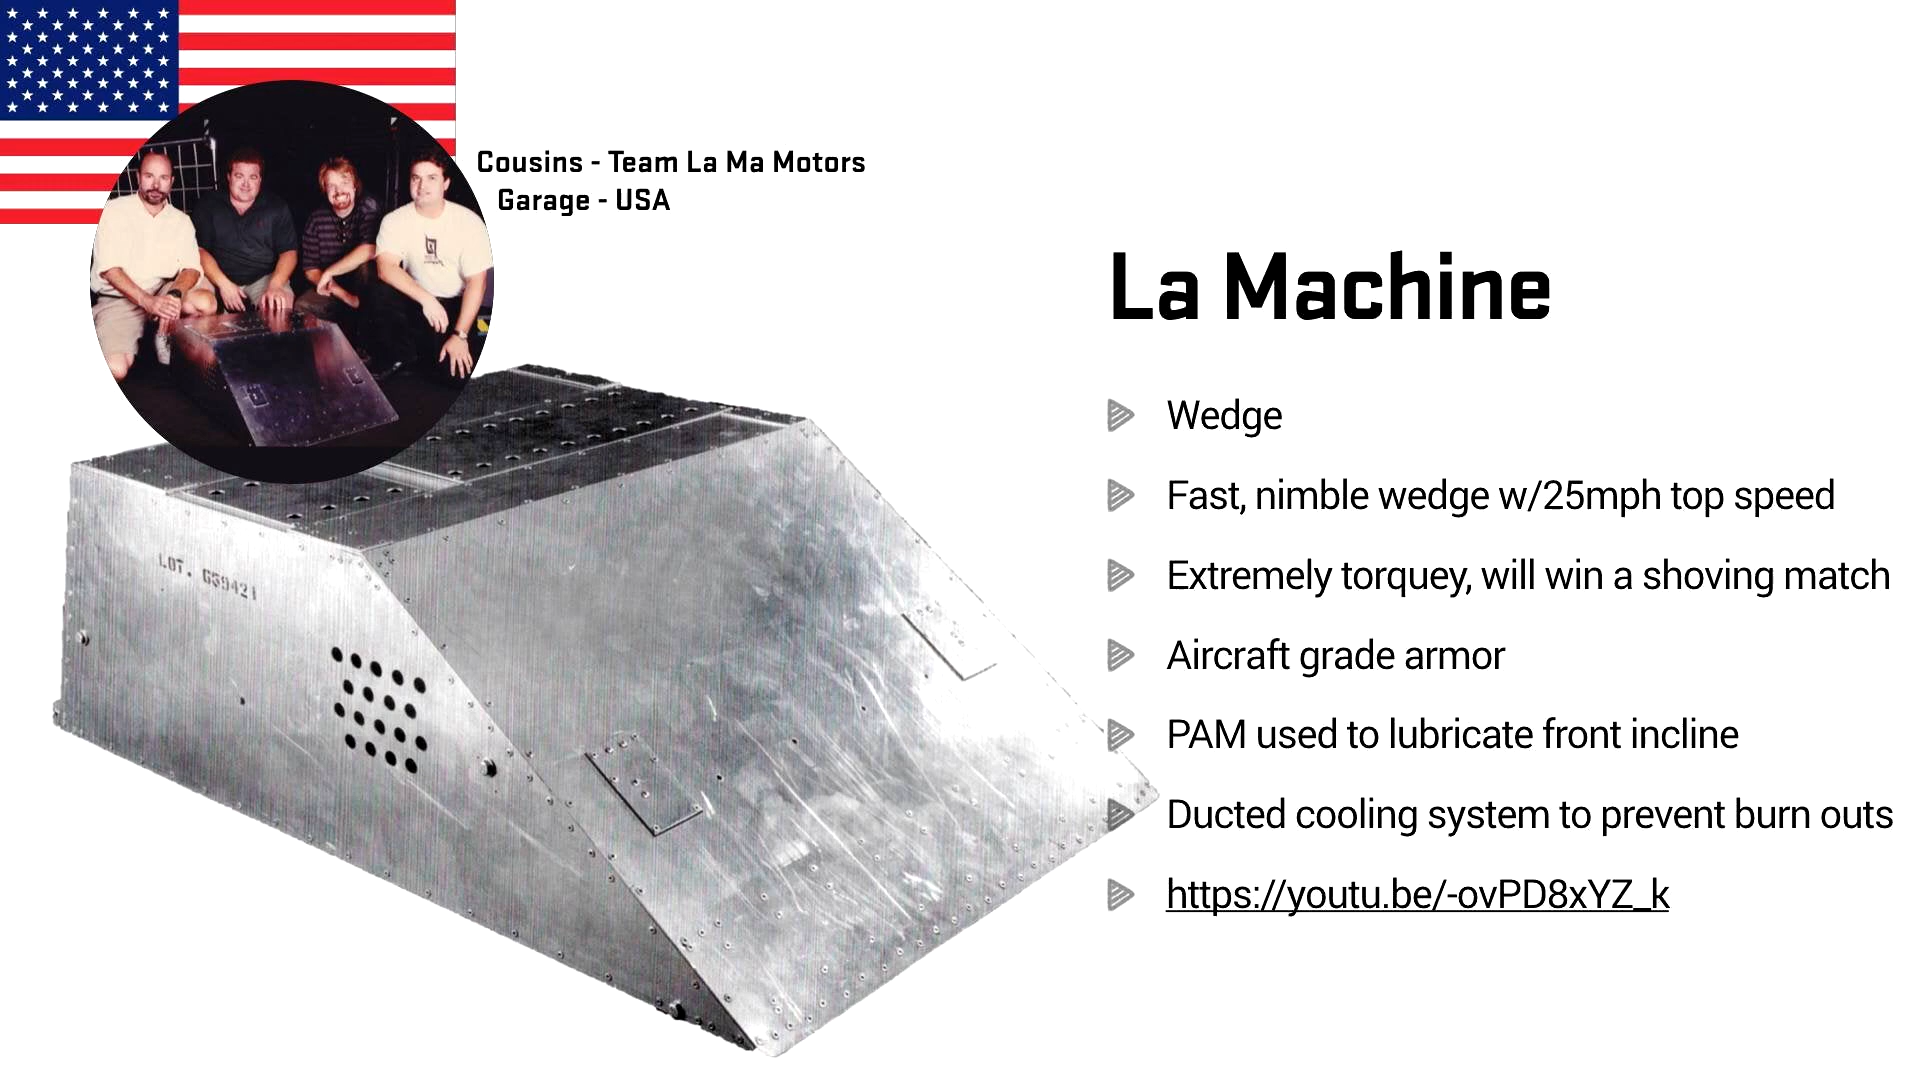 Cousins - Team La Ma Motors
Garage - USA
La Machine
Wedge
Fast, nimble wedge w/25mph top speed
Extremely torquey, will win a shoving match
Aircraft grade armor
PAM used to lubricate front incline
Ducted cooling system to prevent burn outs
https://youtu.be/-ovPD8xYZ_k
LOT. G59421